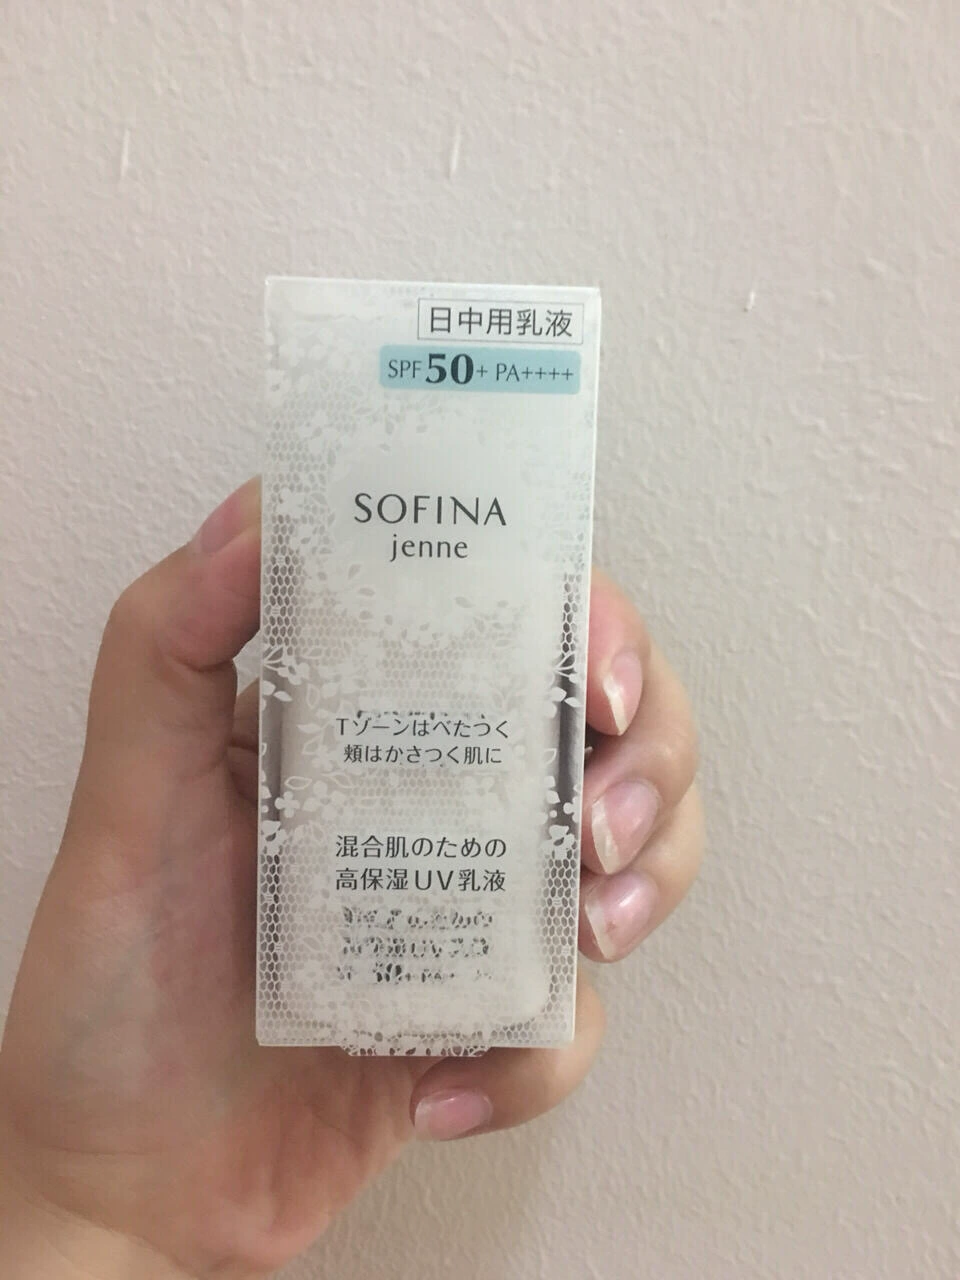 日中用乳液
SPF50+ PA++++
SOFINA
jenne
Tゾーンはべたつく
頬はかさつく肌に
混合肌のための
高保湿UV乳液